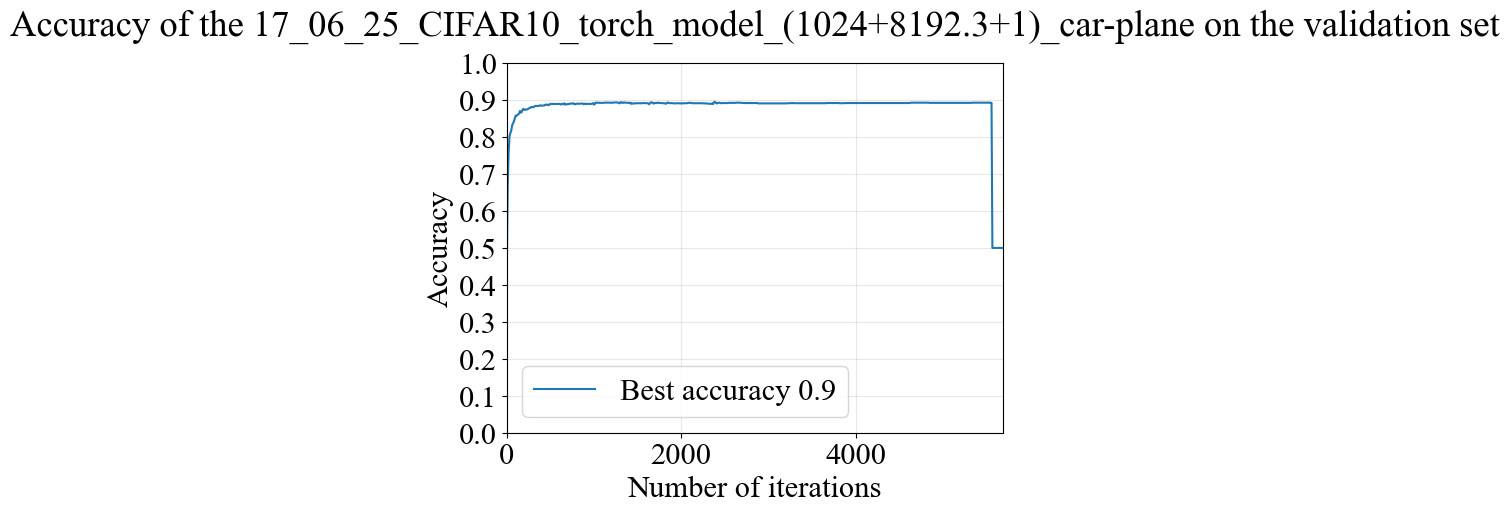 Accuracy of the 17_06_25_CIFAR10_torch_model_(1024+8192.3+1)_car-plane on the validation set
1.0
0.9
0.8
0.7
0.6
0.5
0.4
0.3
0.2
0.1
0.0
Accuracy
Best accuracy 0.9
0 2000 4000
Number of iterations